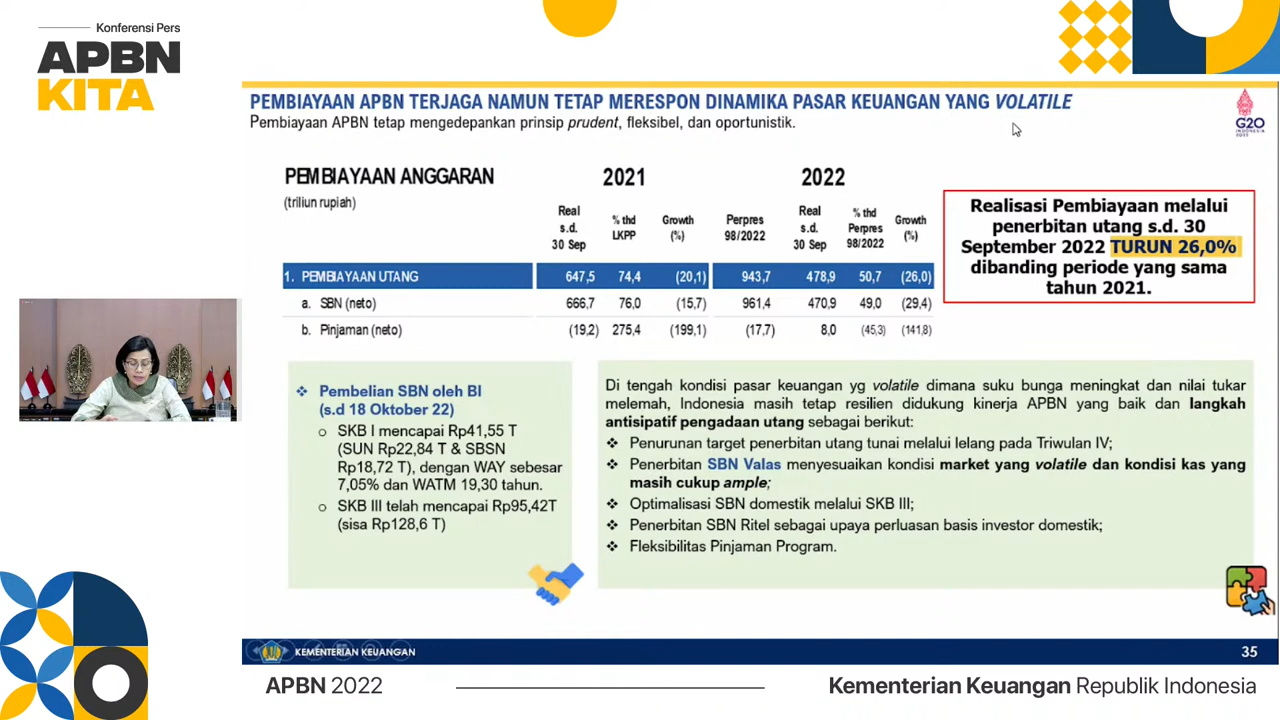 Konferensi Pers
APBN
KITA
PEMBIAYAAN APBN TERJAGA NAMUN TETAP MERESPON DINAMIKA PASAR KEUANGAN YANG VOLATILE
Pembiayaan APBN tetap mengedepankan prinsip prudent, fleksibel, dan oportunistik.
G20
INDONESIA
2022
PEMBIAYAAN ANGGARAN 2021 2022
(triliun rupiah)
Real s.d. 30 Sep
% thd LKPP
Growth (%)
Perpres 98/2022
Real s.d. 30 Sep
% thd Perpres 98/2022
Growth (%)
1. PEMBIAYAAN UTANG 647,5 74,4 (20,1) 943,7 478,9 50,7 (26,0)
a. SBN (neto) 666,7 76,0 (15,7) 961,4 470,9 49,0 (29,4)
b. Pinjaman (neto) (19,2) 275,4 (199,1) (17,7) 8,0 (45,3) (141,8)
Realisasi Pembiayaan melalui
penerbitan utang s.d. 30
September 2022 TURUN 26,0%
dibanding periode yang sama
tahun 2021.
❖ Pembelian SBN oleh BI
(s.d 18 Oktober 22)
o SKB I mencapai Rp41,55 T
(SUN Rp22,84 T & SBSN
Rp18,72 T), dengan WAY sebesar
7,05% dan WATM 19,30 tahun.
o SKB III telah mencapai Rp95,42T
(sisa Rp128,6 T)
Di tengah kondisi pasar keuangan yg volatile dimana suku bunga meningkat dan nilai tukar
melemah, Indonesia masih tetap resilien didukung kinerja APBN yang baik dan langkah
antisipatif pengadaan utang sebagai berikut:
❖ Penurunan target penerbitan utang tunai melalui lelang pada Triwulan IV;
❖ Penerbitan SBN Valas menyesuaikan kondisi market yang volatile dan kondisi kas yang
masih cukup ample;
❖ Optimalisasi SBN domestik melalui SKB III;
❖ Penerbitan SBN Ritel sebagai upaya perluasan basis investor domestik;
❖ Fleksibilitas Pinjaman Program.
KEMENTERIAN KEUANGAN
35
APBN 2022
Kementerian Keuangan Republik Indonesia